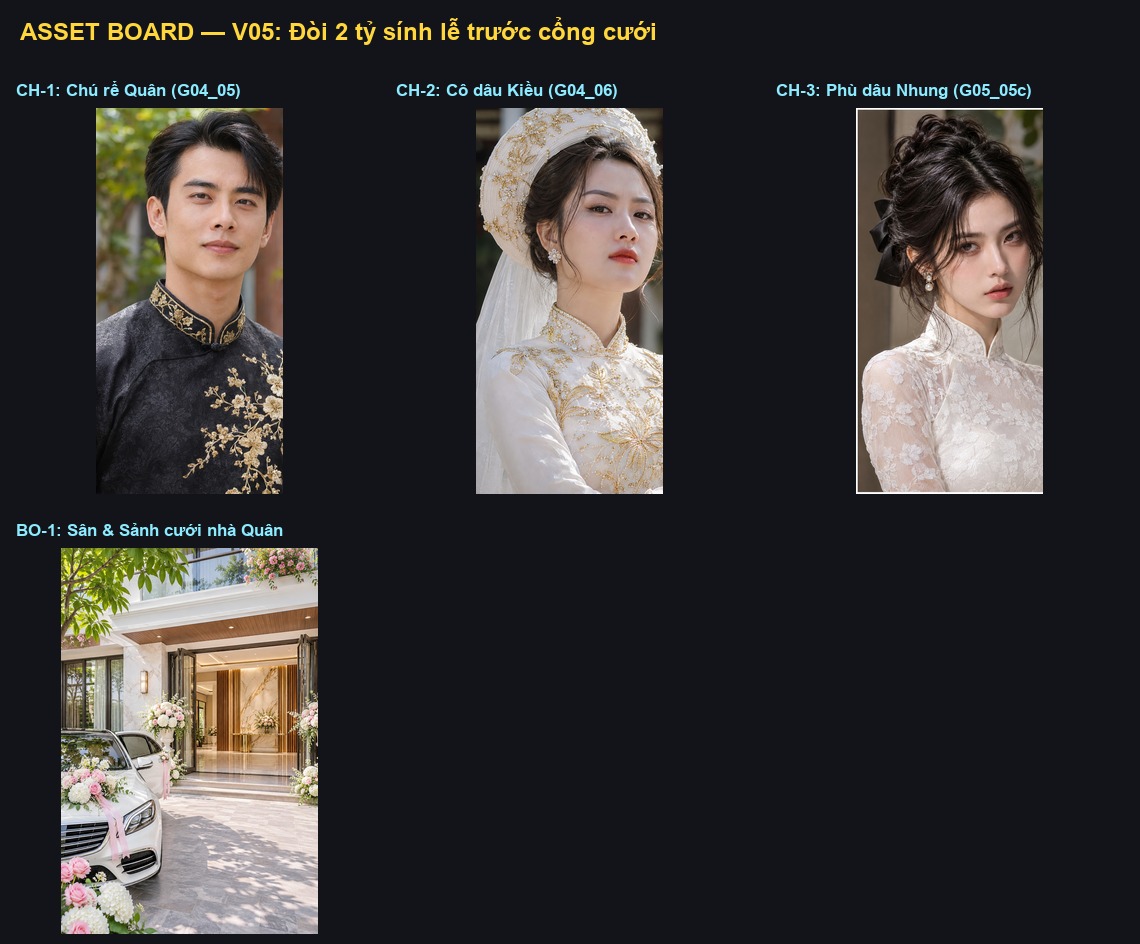 ASSET BOARD — V05: Đòi 2 tỷ sính lễ trước cổng cưới
CH-1: Chú rể Quân (G04_05)
CH-2: Cô dâu Kiều (G04_06)
CH-3: Phù dâu Nhung (G05_05c)
BO-1: Sân & Sảnh cưới nhà Quân